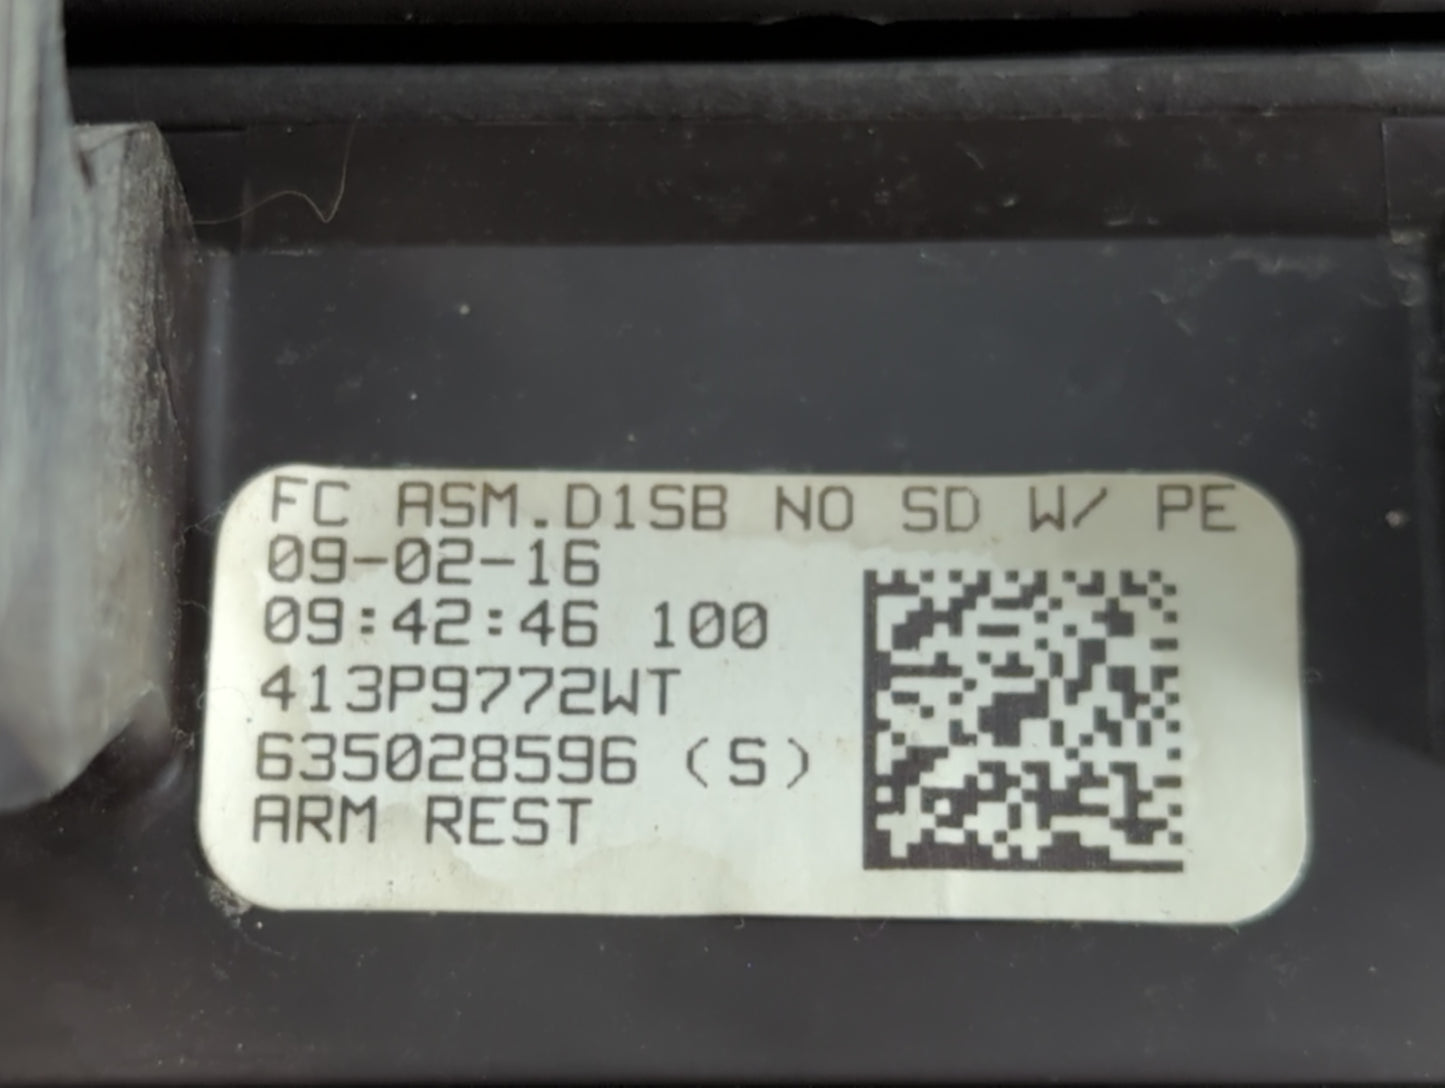 FC ASM.D1SB NO SD W/ PE
09-02-16
09:42:46 100
413P9772WT
635028596 (S)
ARM REST